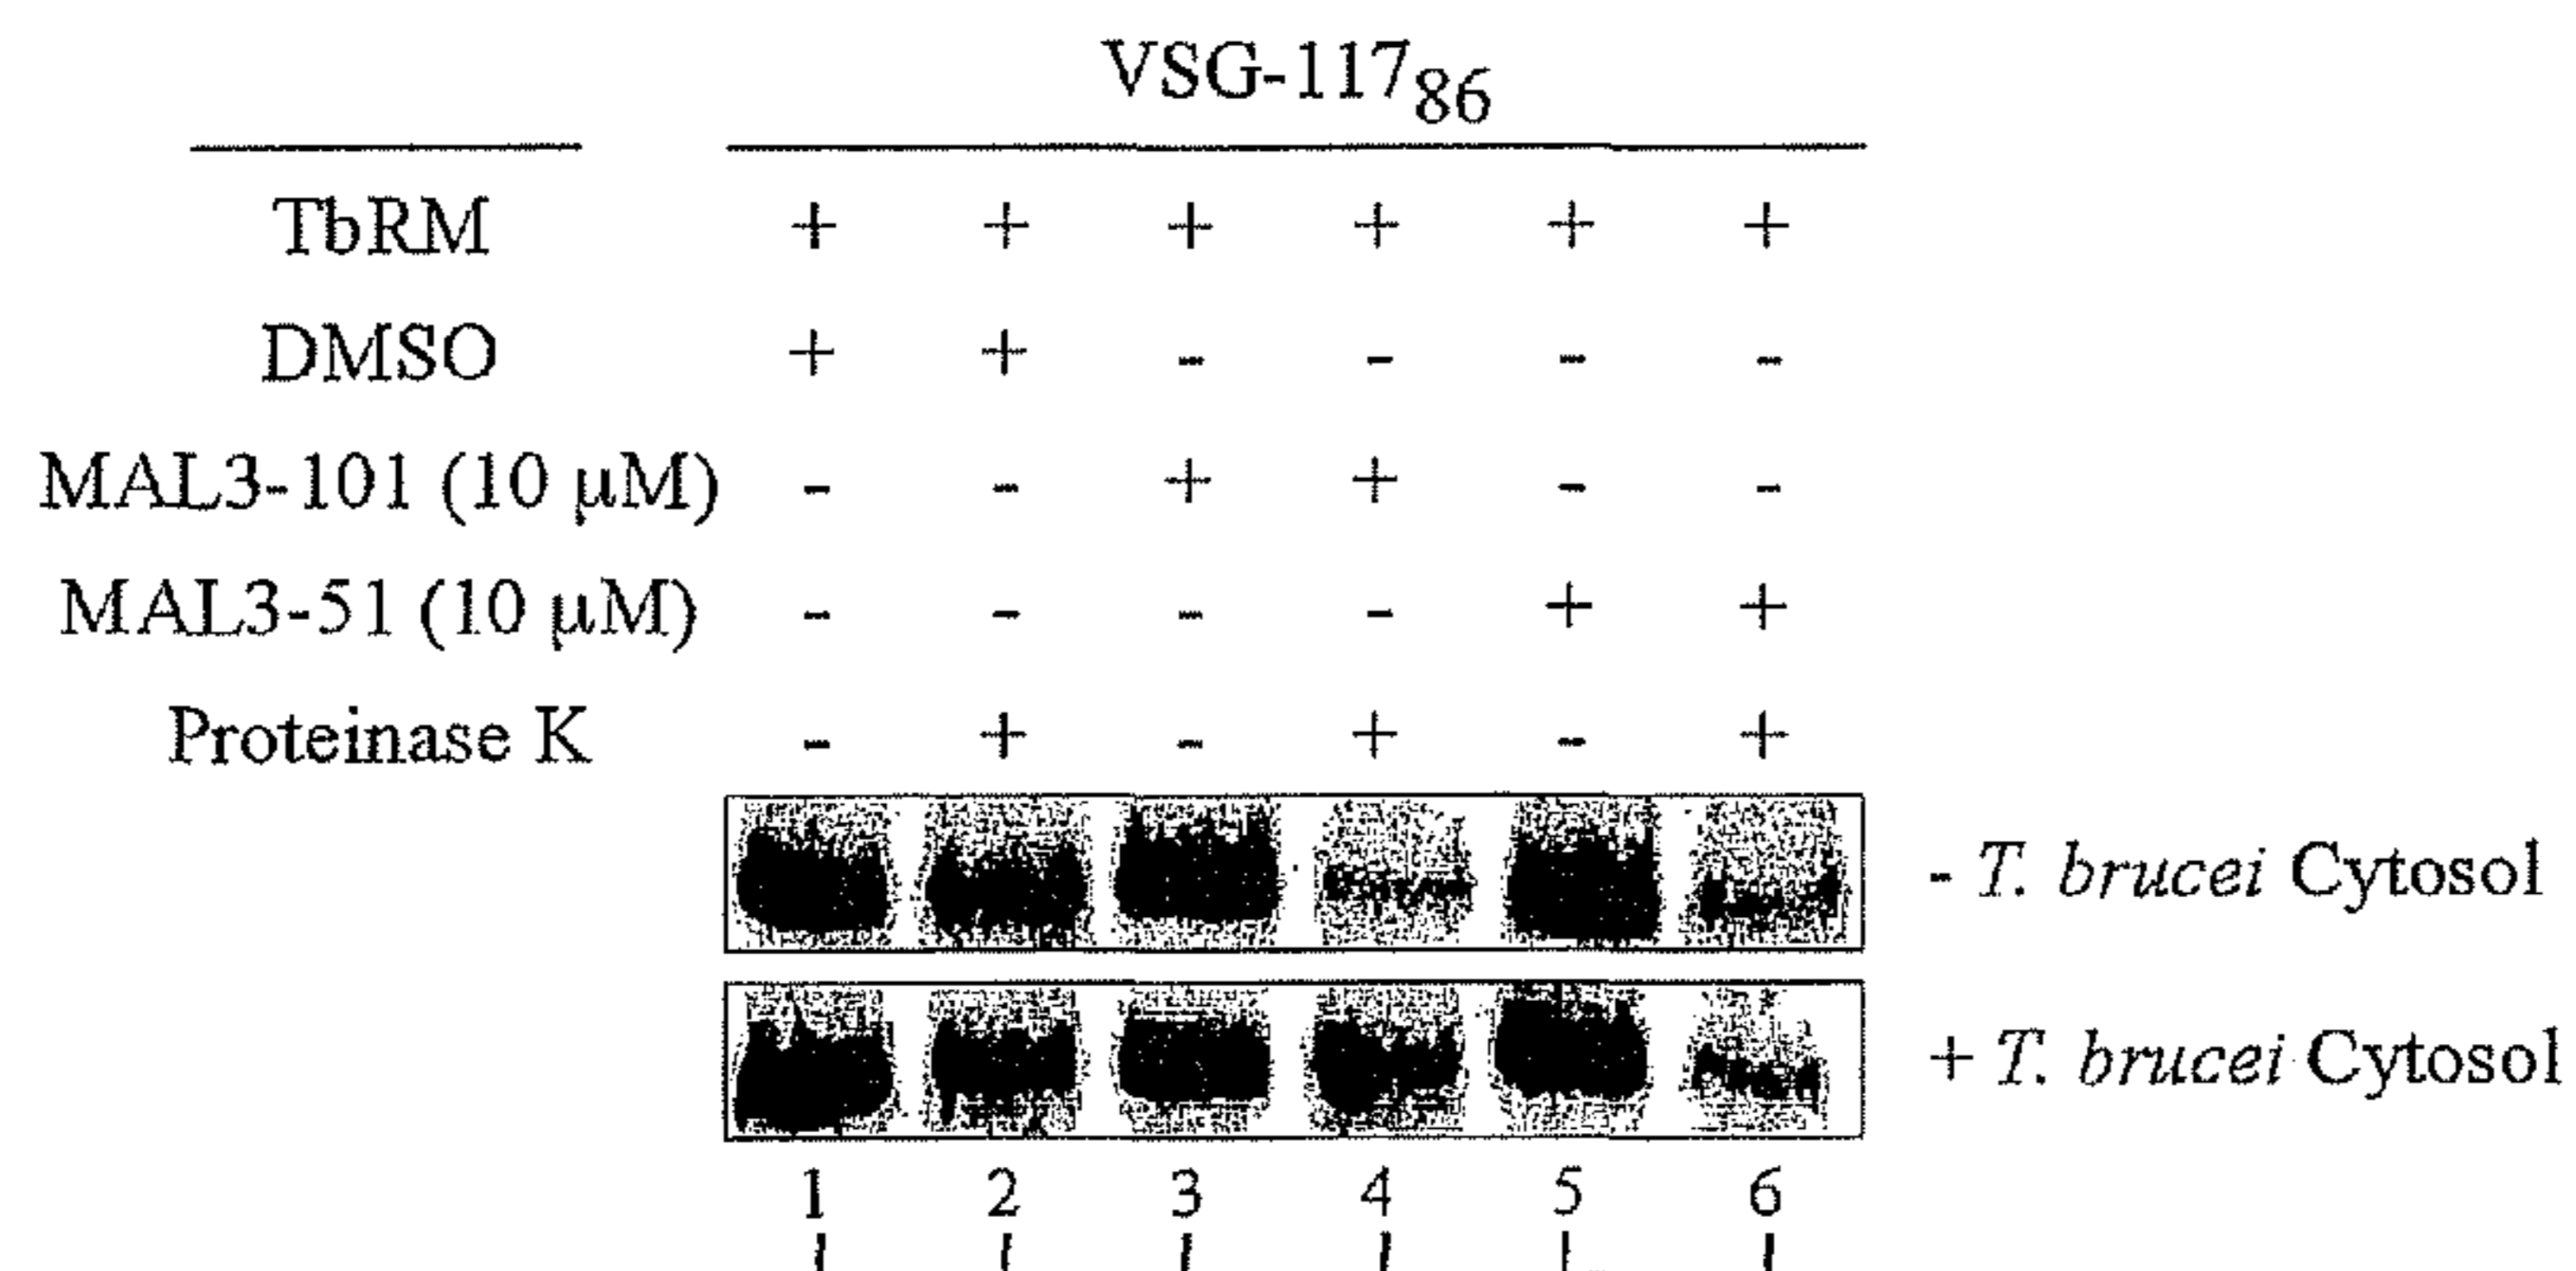 VSG-117₈₆
TbRM + + + + + +
DMSO + + - - - -
MAL3-101 (10 µM) - - + + - -
MAL3-51 (10 µM) - - - - + +
Proteinase K - + - + - +
- T. brucei Cytosol
+ T. brucei Cytosol
1 2 3 4 5 6